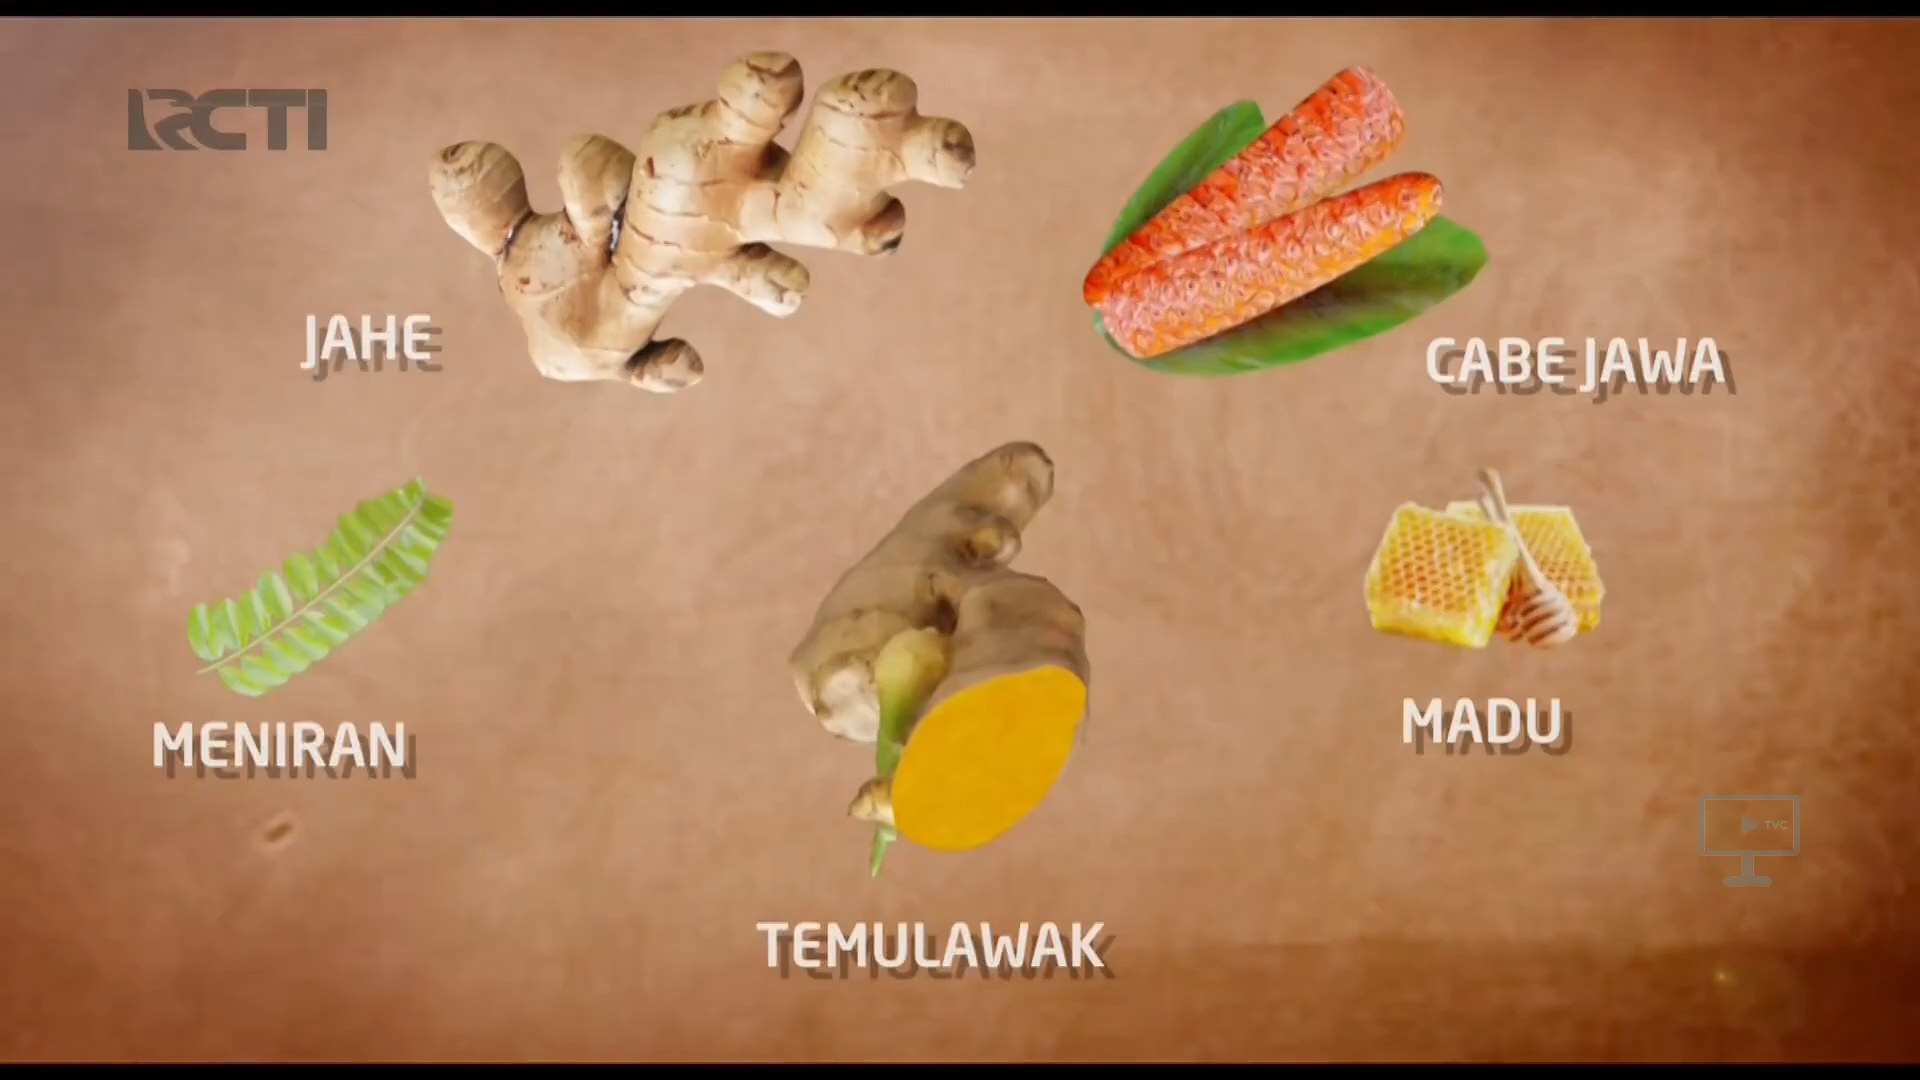 RCTI
JAHE
CABE JAWA
MENIRAN
MADU
TVC
TEMULAWAK